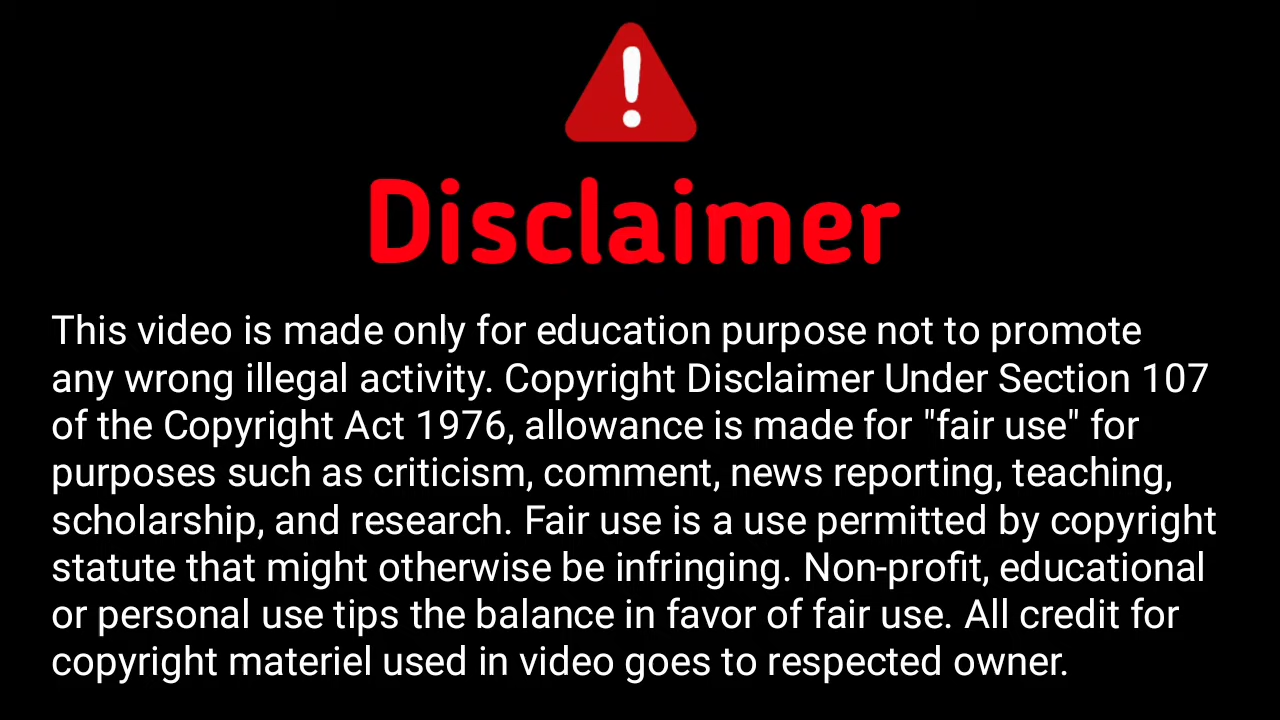 Disclaimer
This video is made only for education purpose not to promote
any wrong illegal activity. Copyright Disclaimer Under Section 107
of the Copyright Act 1976, allowance is made for "fair use" for
purposes such as criticism, comment, news reporting, teaching,
scholarship, and research. Fair use is a use permitted by copyright
statute that might otherwise be infringing. Non-profit, educational
or personal use tips the balance in favor of fair use. All credit for
copyright materiel used in video goes to respected owner.